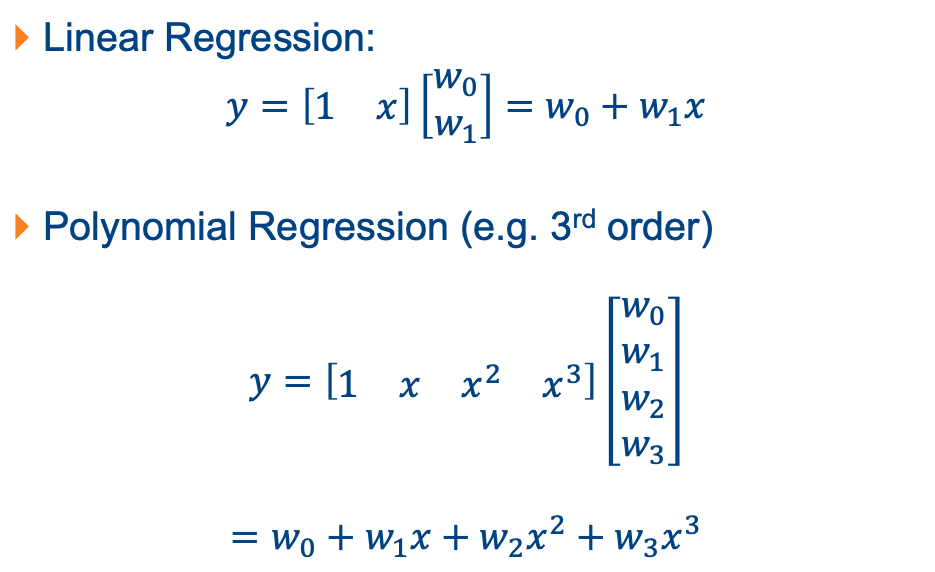 Linear Regression:
y = [1 x] [w₀ w₁] = w₀ + w₁x
Polynomial Regression (e.g. 3ʳᵈ order)
y = [1 x x² x³] [w₀ w₁ w₂ w₃]
= w₀ + w₁x + w₂x² + w₃x³